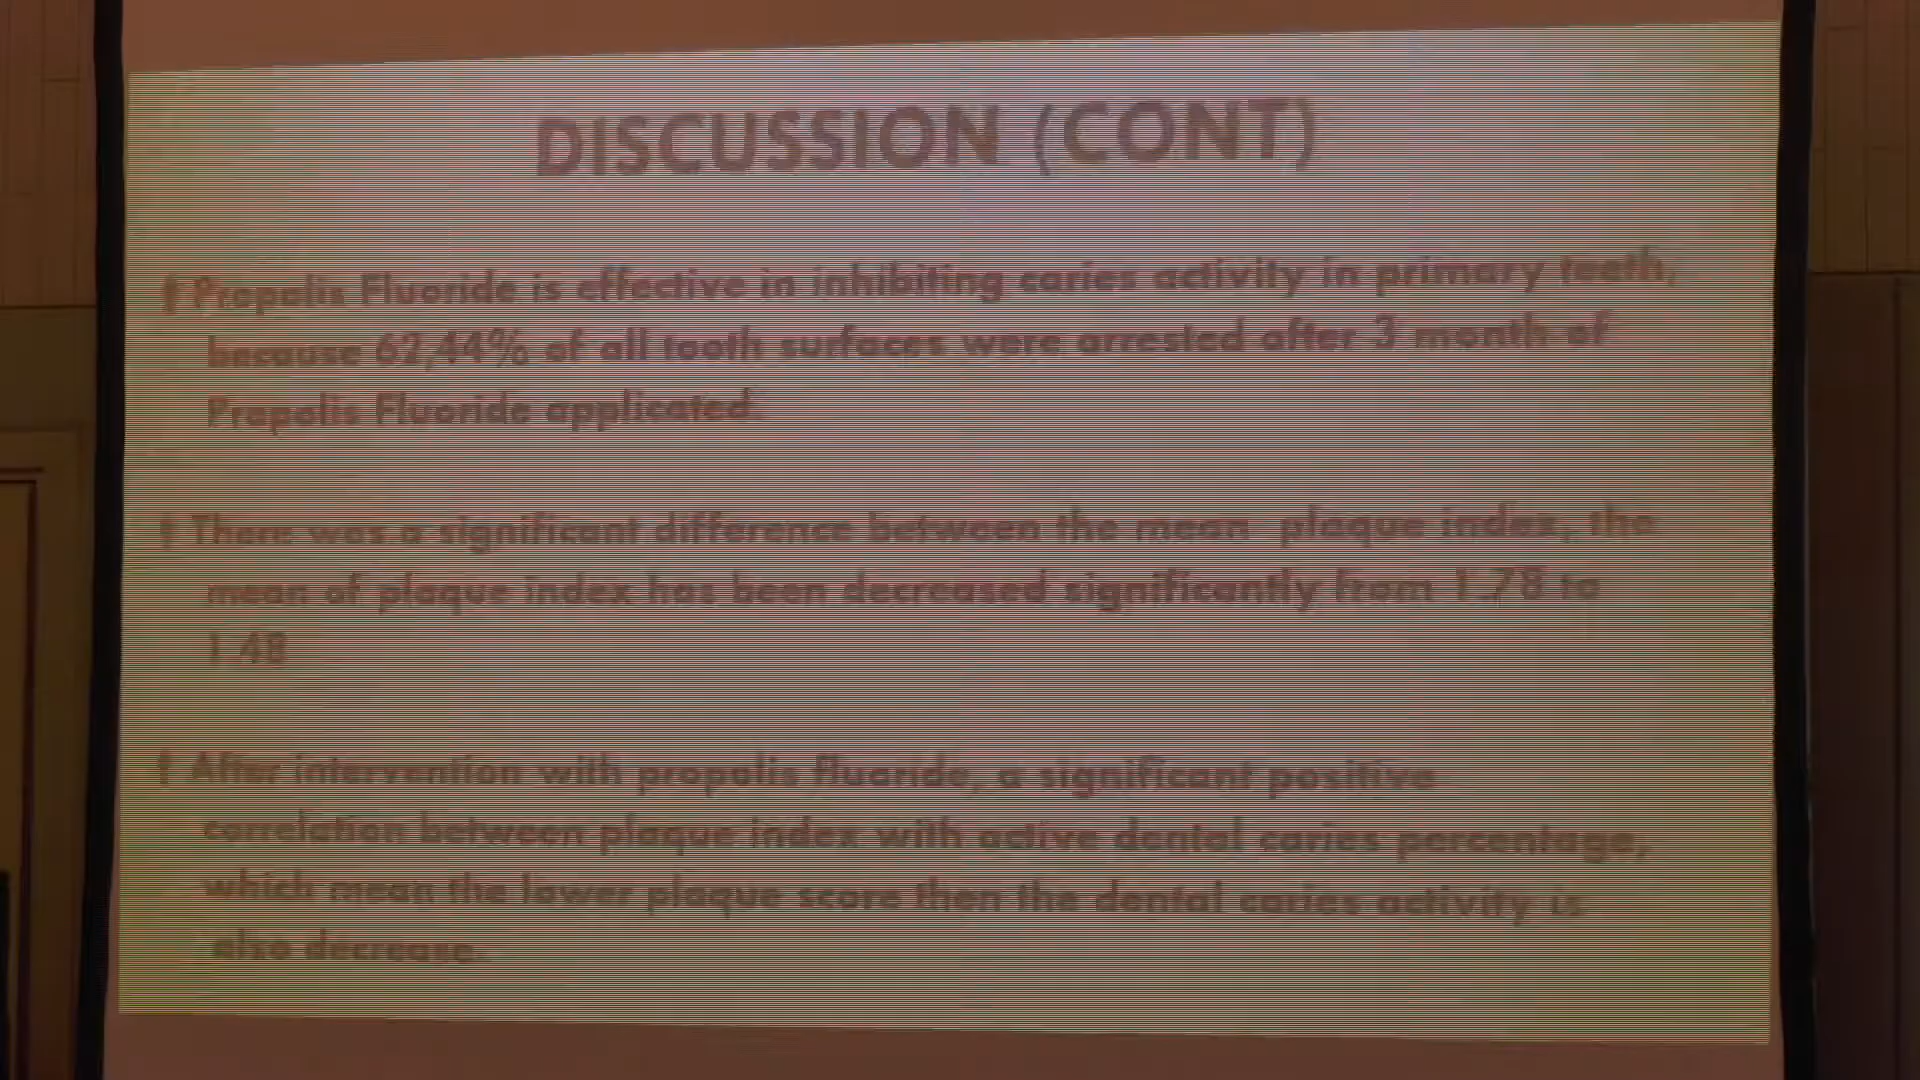 DISCUSSION (CONT)
Propolis Fluoride is effective in inhibiting caries activity in primary teeth,
because 62,44% of all tooth surfaces were arrested after 3 month of
Propolis Fluoride applicated.
There was a significant difference between the mean plaque index, the
mean of plaque index has been decreased significantly from 1.78 to
1.48
After intervention with propolis fluoride, a significant positive
correlation between plaque index with active dental caries percentage,
which mean the lower plaque score then the dental caries activity is
also decrease.